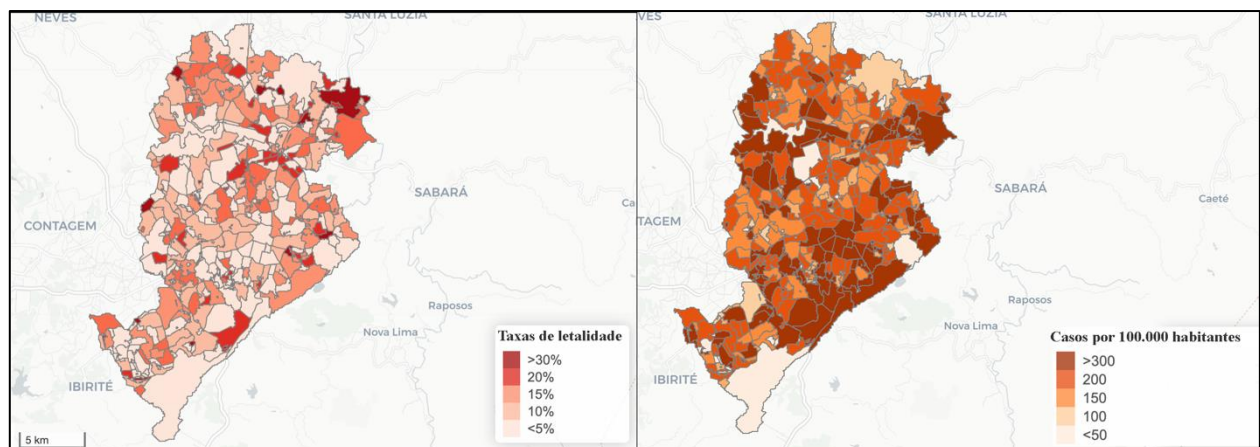 NEVES
SANTA LUZIA
SABARÁ
CONTAGEM
Ca
Raposos
Nova Lima
IBIRITÉ
5 km
Taxas de letalidade
>30%
20%
15%
10%
<5%
VES
SANTA LUZIA
SABARÁ
Caeté
TAGEM
Raposos
Nova Lima
IBIRITÉ
Casos por 100.000 habitantes
>300
200
150
100
<50